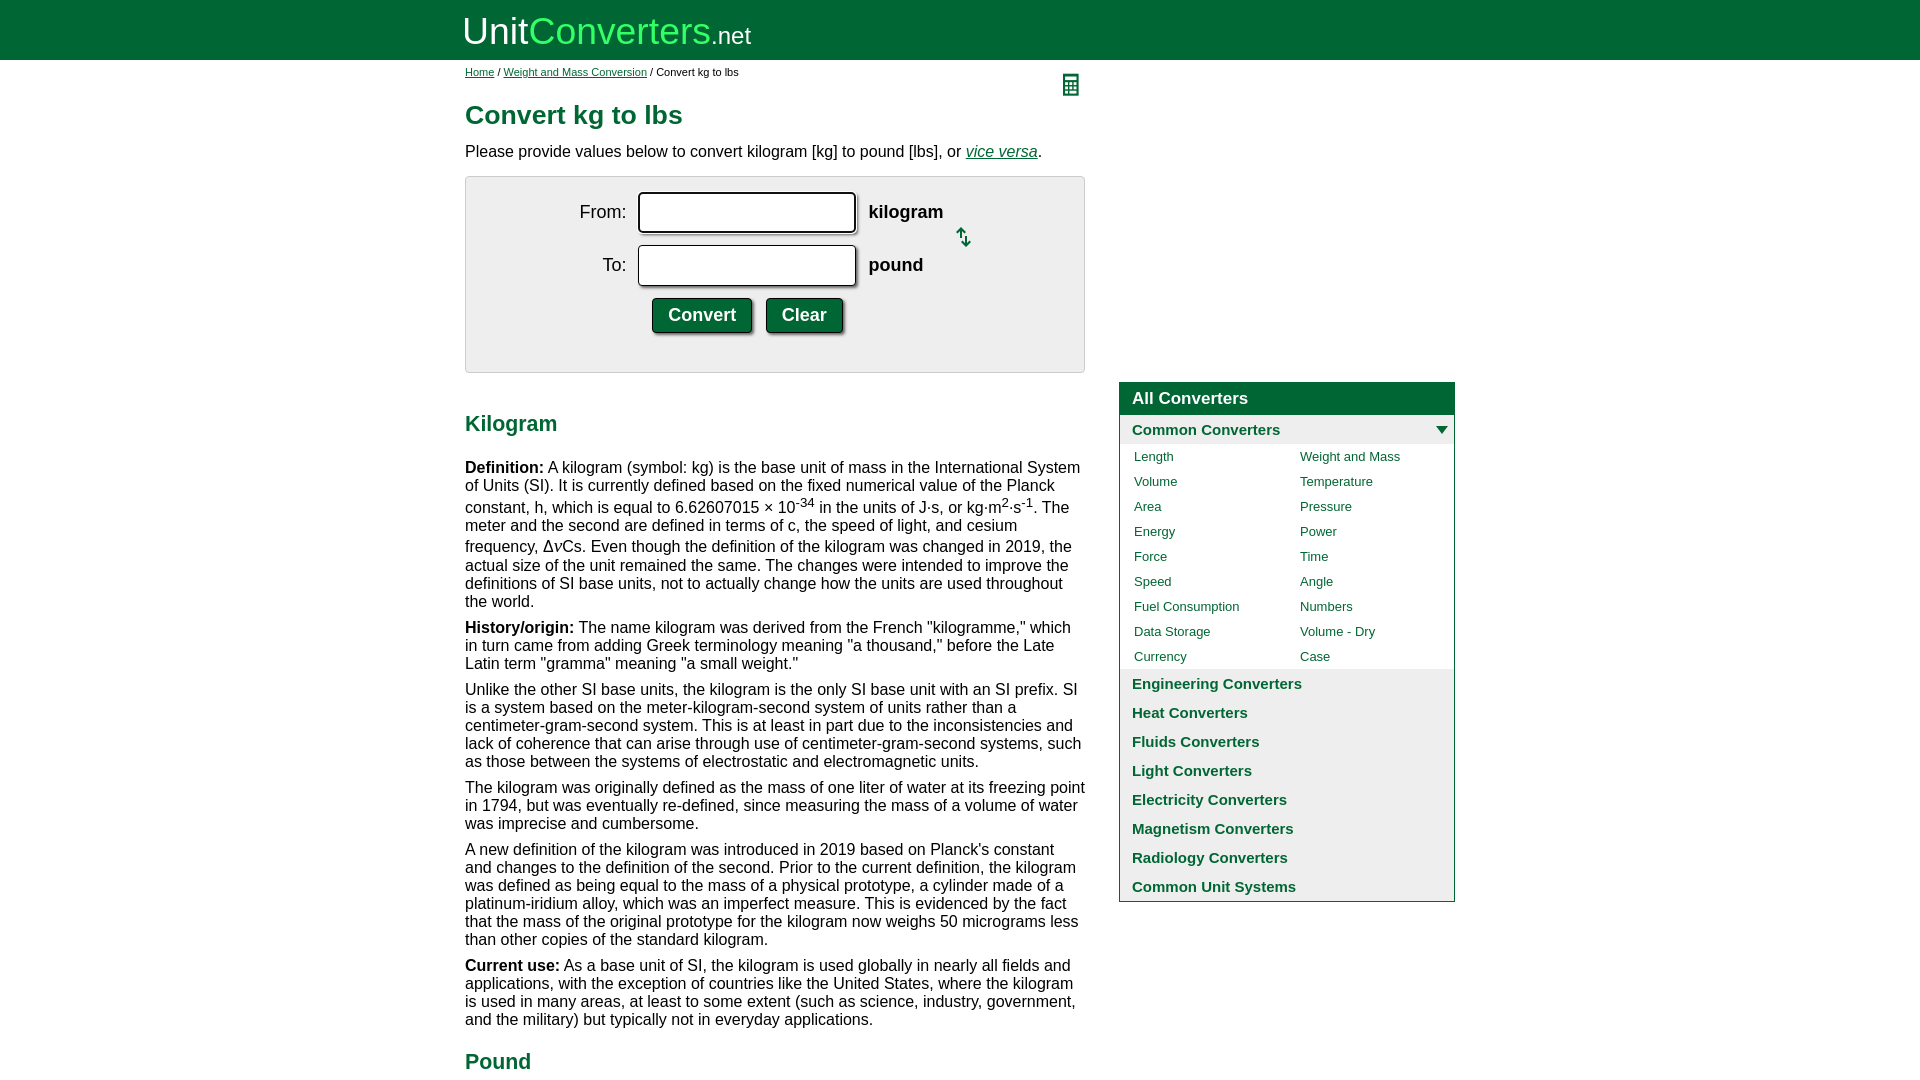 UnitConverters.net
Home / Weight and Mass Conversion / Convert kg to lbs
Convert kg to lbs
Please provide values below to convert kilogram [kg] to pound [lbs], or vice versa.
From: kilogram
To: pound
Convert Clear
Kilogram
Definition: A kilogram (symbol: kg) is the base unit of mass in the International System
of Units (SI). It is currently defined based on the fixed numerical value of the Planck
constant, h, which is equal to 6.62607015 × 10-34 in the units of J·s, or kg·m2·s-1. The
meter and the second are defined in terms of c, the speed of light, and cesium
frequency, ΔνCs. Even though the definition of the kilogram was changed in 2019, the
actual size of the unit remained the same. The changes were intended to improve the
definitions of SI base units, not to actually change how the units are used throughout
the world.
History/origin: The name kilogram was derived from the French "kilogramme," which
in turn came from adding Greek terminology meaning "a thousand," before the Late
Latin term "gramma" meaning "a small weight."
Unlike the other SI base units, the kilogram is the only SI base unit with an SI prefix. SI
is a system based on the meter-kilogram-second system of units rather than a
centimeter-gram-second system. This is at least in part due to the inconsistencies and
lack of coherence that can arise through use of centimeter-gram-second systems, such
as those between the systems of electrostatic and electromagnetic units.
The kilogram was originally defined as the mass of one liter of water at its freezing point
in 1794, but was eventually re-defined, since measuring the mass of a volume of water
was imprecise and cumbersome.
A new definition of the kilogram was introduced in 2019 based on Planck's constant
and changes to the definition of the second. Prior to the current definition, the kilogram
was defined as being equal to the mass of a physical prototype, a cylinder made of a
platinum-iridium alloy, which was an imperfect measure. This is evidenced by the fact
that the mass of the original prototype for the kilogram now weighs 50 micrograms less
than other copies of the standard kilogram.
Current use: As a base unit of SI, the kilogram is used globally in nearly all fields and
applications, with the exception of countries like the United States, where the kilogram
is used in many areas, at least to some extent (such as science, industry, government,
and the military) but typically not in everyday applications.
Pound
All Converters
Common Converters
Length Weight and Mass
Volume Temperature
Area Pressure
Energy Power
Force Time
Speed Angle
Fuel Consumption Numbers
Data Storage Volume - Dry
Currency Case
Engineering Converters
Heat Converters
Fluids Converters
Light Converters
Electricity Converters
Magnetism Converters
Radiology Converters
Common Unit Systems